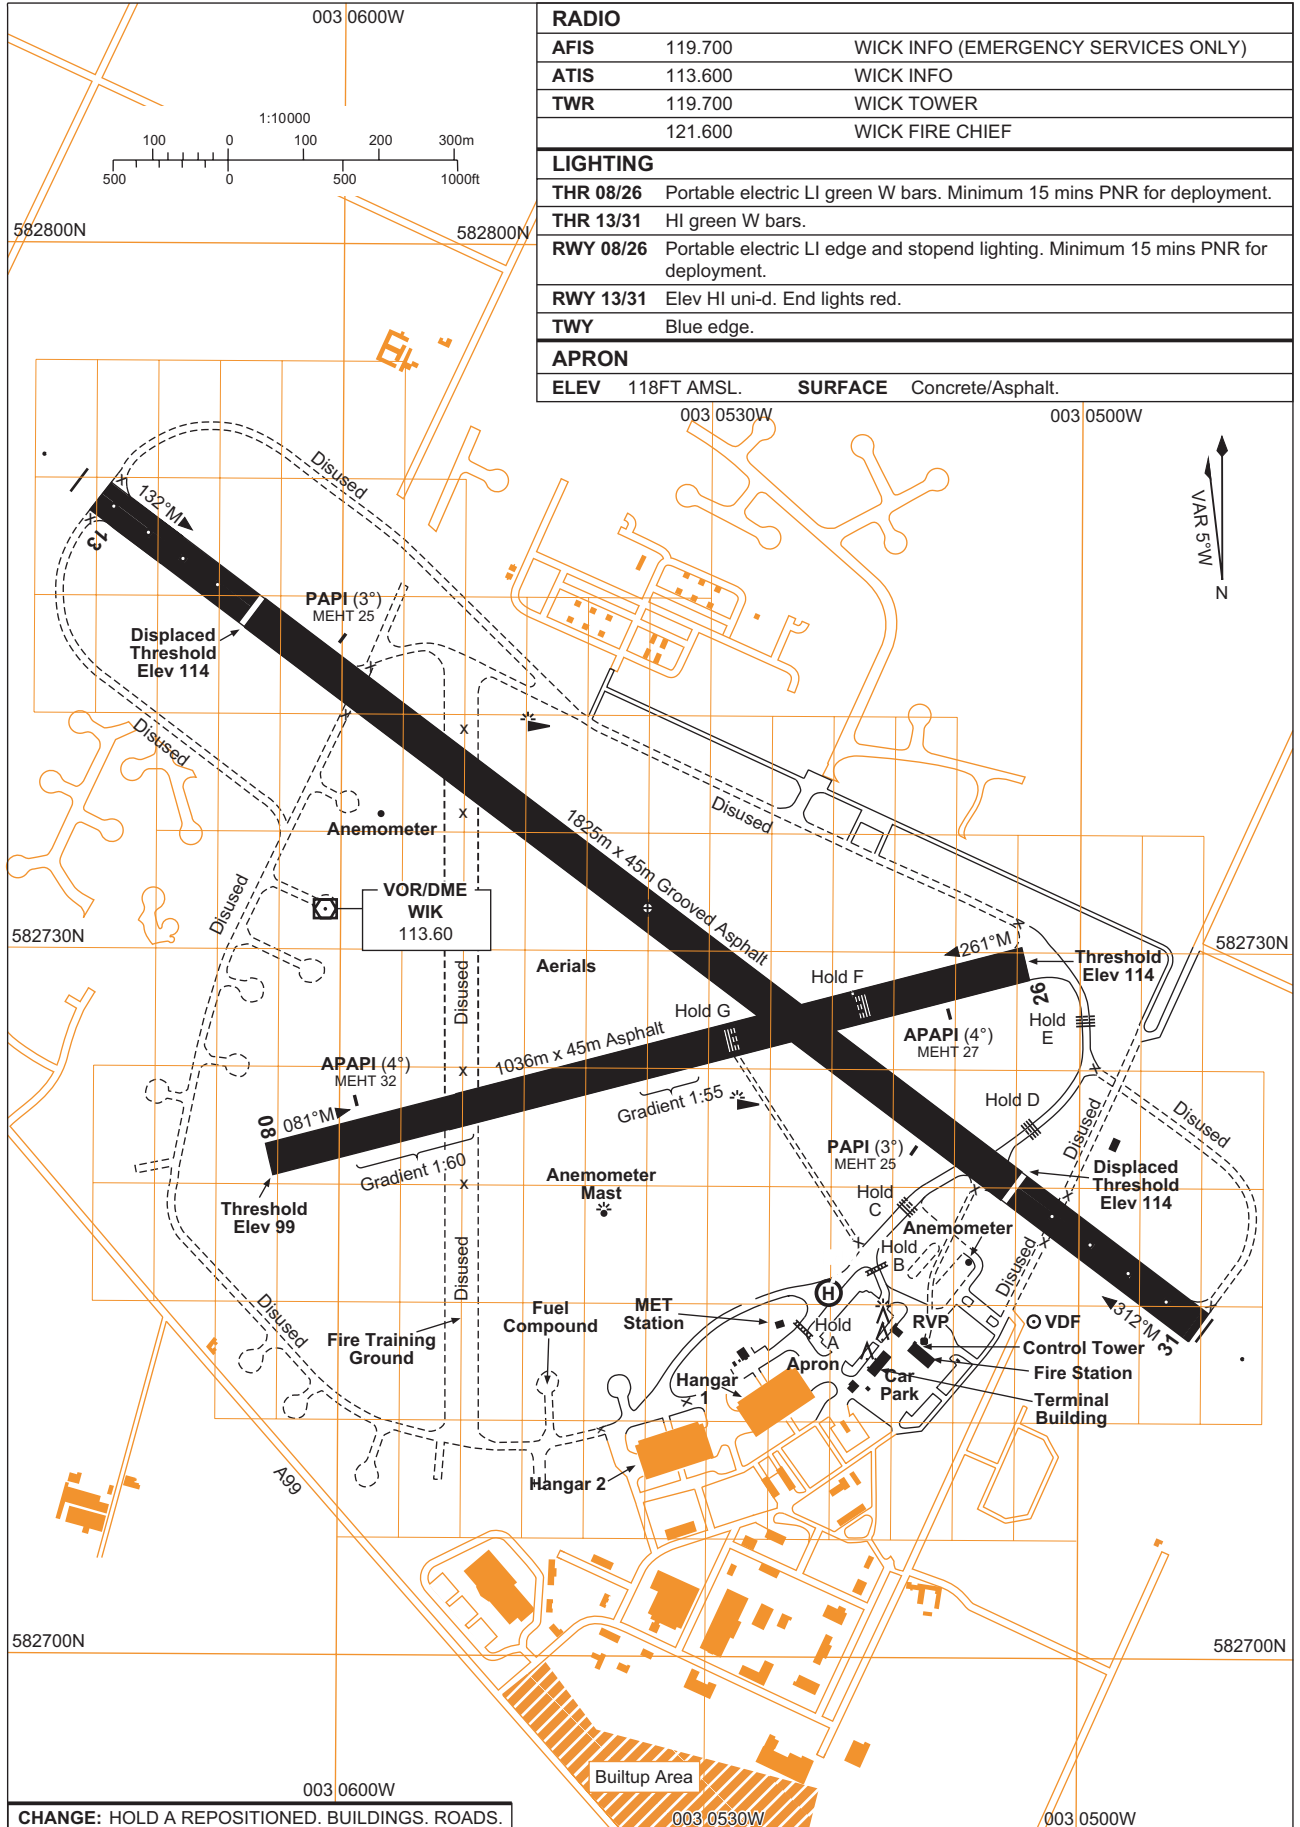 003 0600W
RADIO
AFIS 119.700 WICK INFO (EMERGENCY SERVICES ONLY)
ATIS 113.600 WICK INFO
TWR 119.700 WICK TOWER
121.600 WICK FIRE CHIEF
LIGHTING
THR 08/26 Portable electric LI green W bars. Minimum 15 mins PNR for deployment.
THR 13/31 HI green W bars.
RWY 08/26 Portable electric LI edge and stopend lighting. Minimum 15 mins PNR for
deployment.
RWY 13/31 Elev HI uni-d. End lights red.
TWY Blue edge.
APRON
ELEV 118FT AMSL. SURFACE Concrete/Asphalt.
1:10000
100 0 100 200 300m
500 0 500 1000ft
582800N
582800N
003 0530W
003 0500W
VAR 5°W
N
Disused
132°M
13
PAPI (3°)
MEHT 25
Displaced
Threshold
Elev 114
Disused
Disused
Anemometer
1825m x 45m Grooved Asphalt
Disused
VOR/DME
WIK
113.60
582730N
582730N
261°M
Threshold
Elev 114
26
Aerials
Disused
Hold F
Hold G
Hold
E
APAPI (4°)
MEHT 27
APAPI (4°)
MEHT 32
1036m x 45m Asphalt
Gradient 1:55
081°M
08
Gradient 1:60
Hold D
Disused
Disused
PAPI (3°)
MEHT 25
Displaced
Threshold
Elev 114
Anemometer
Mast
Threshold
Elev 99
Hold
C
Anemometer
Hold
B
Disused
Disused
Disused
H
312°M
31
Fuel
Compound
MET
Station
Hold
A
RVP
VDF
Control Tower
Fire Station
Terminal
Building
Fire Training
Ground
Apron
Car
Park
Hangar
1
Hangar 2
A99
582700N
582700N
Builtup Area
003 0600W
003 0530W
003 0500W
CHANGE: HOLD A REPOSITIONED. BUILDINGS. ROADS.